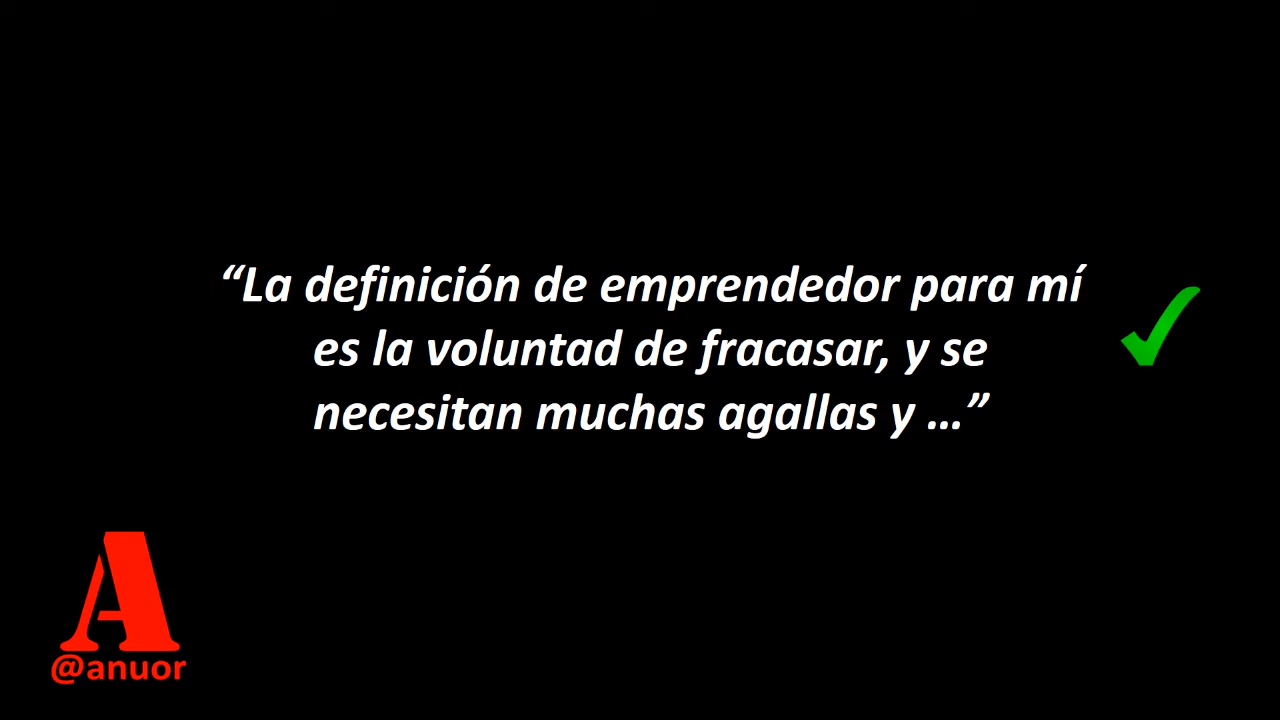 “La definición de emprendedor para mí
es la voluntad de fracasar, y se
necesitan muchas agallas y ...”
A
@anuor